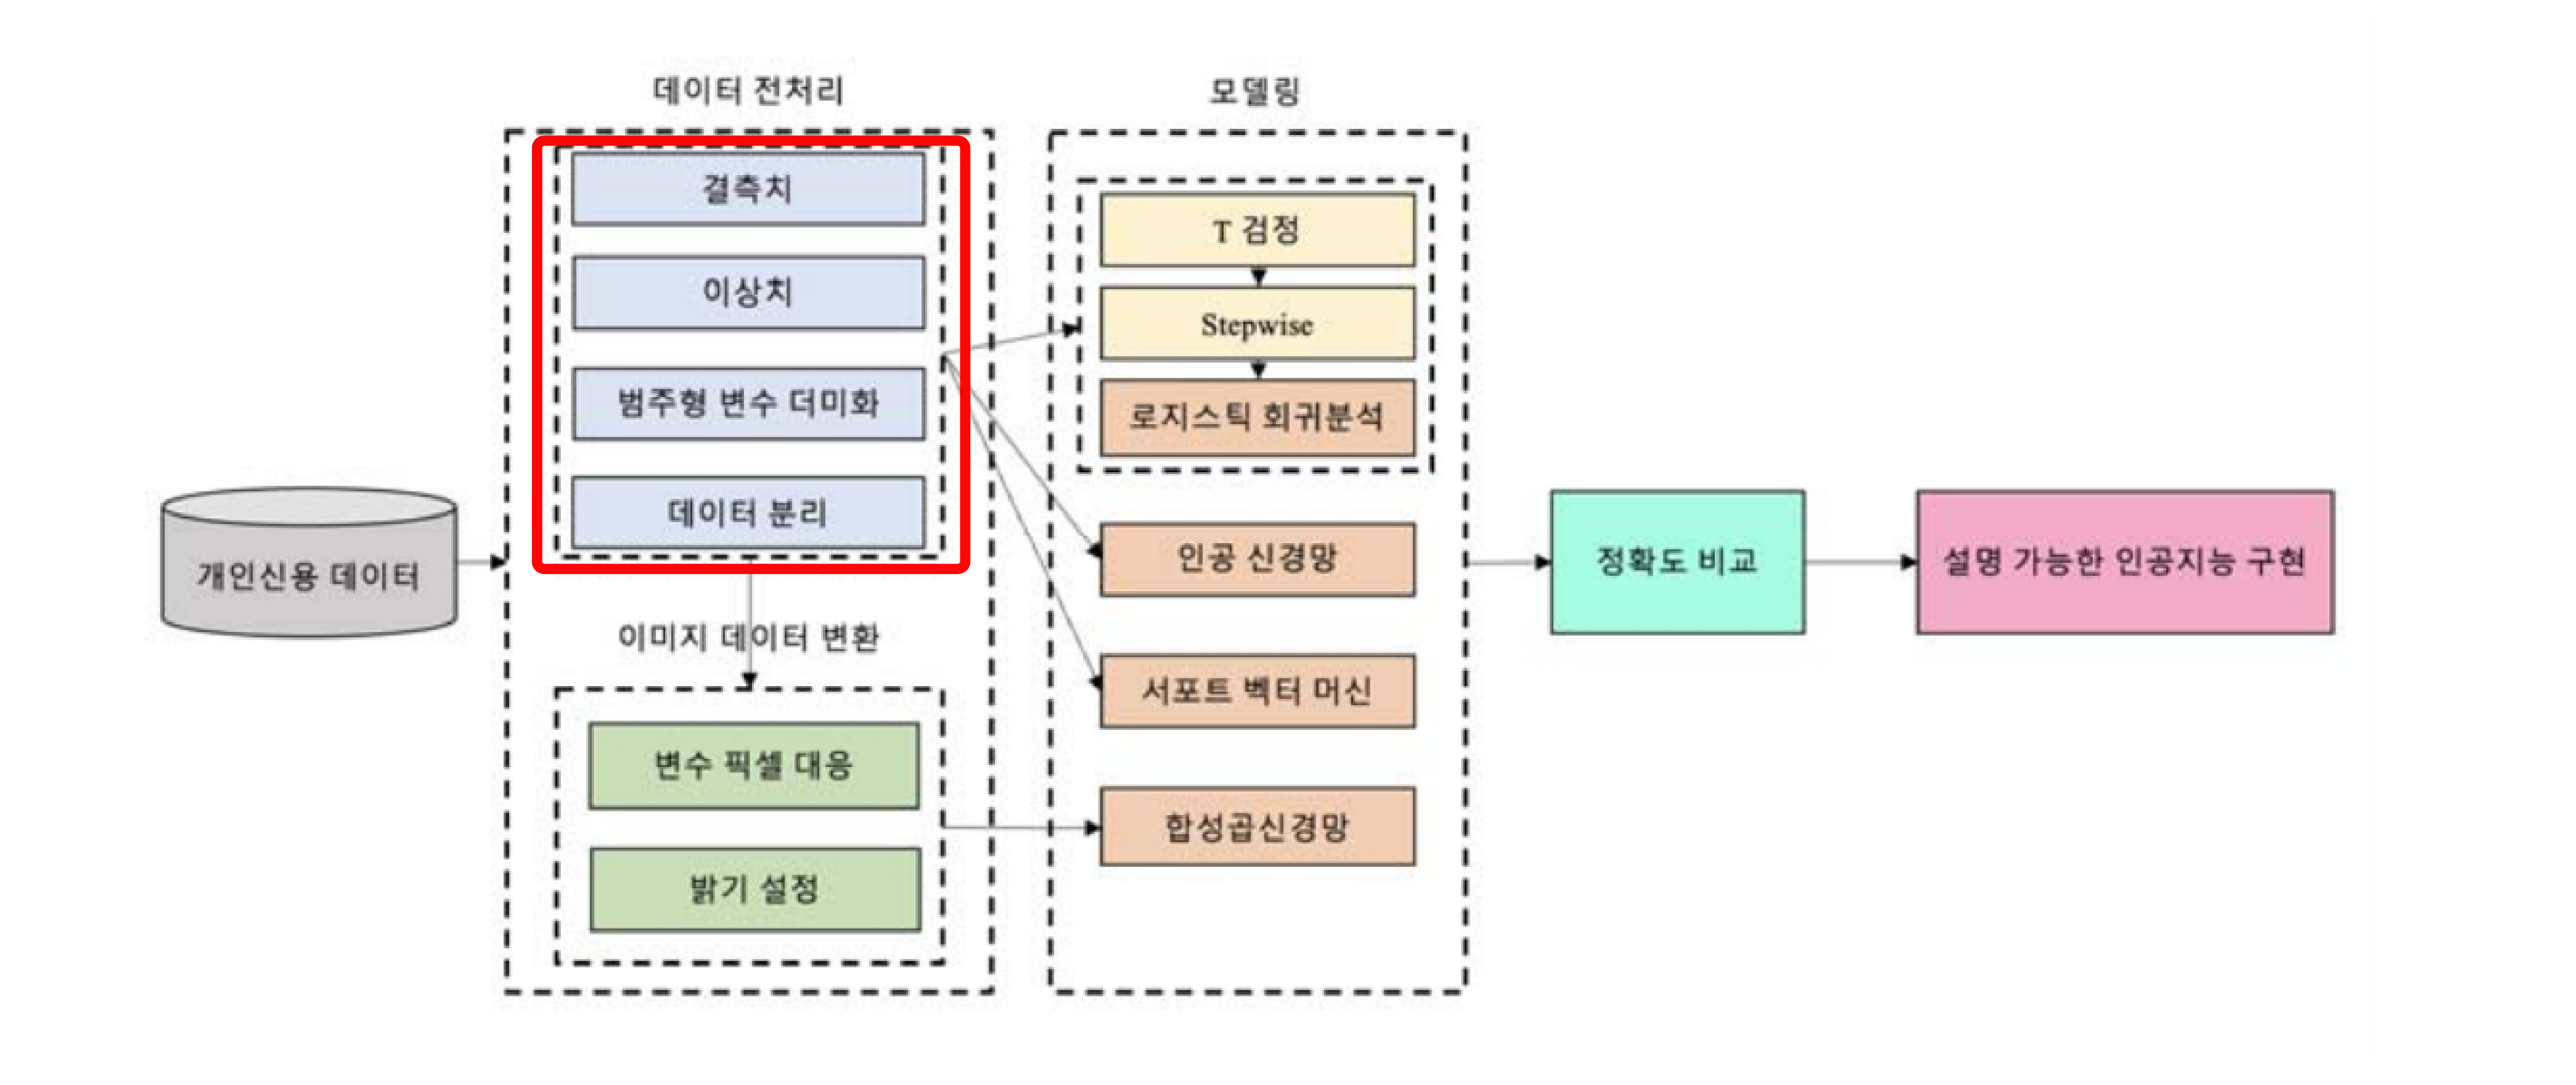 데이터 전처리
결측치
이상치
범주형 변수 더미화
데이터 분리
개인신용 데이터
이미지 데이터 변환
변수 픽셀 대응
밝기 설정
모델링
T 검정
Stepwise
로지스틱 회귀분석
인공 신경망
서포트 벡터 머신
합성곱신경망
정확도 비교
설명 가능한 인공지능 구현